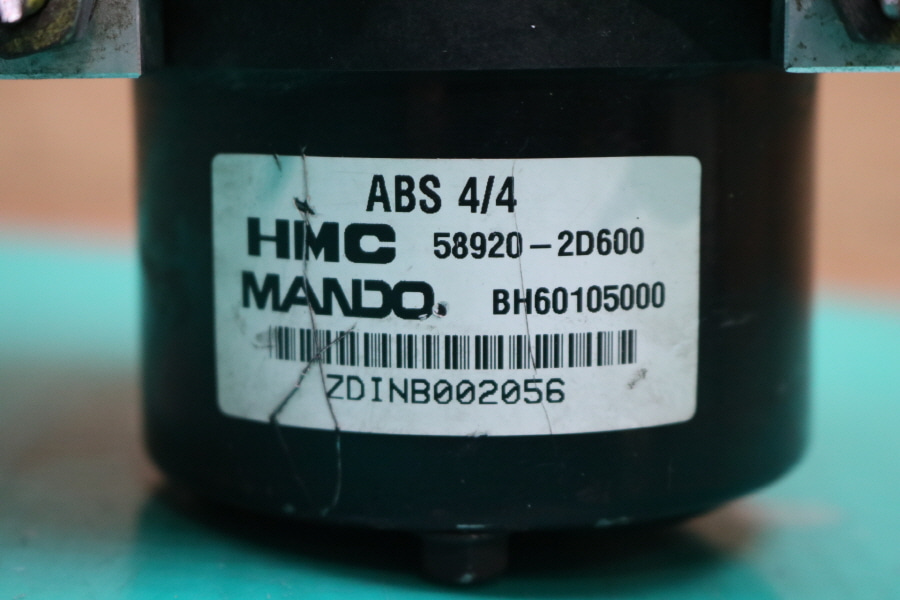 ABS 4/4
HMC 58920-2D600
MANDO BH60105000
ZDINB002056